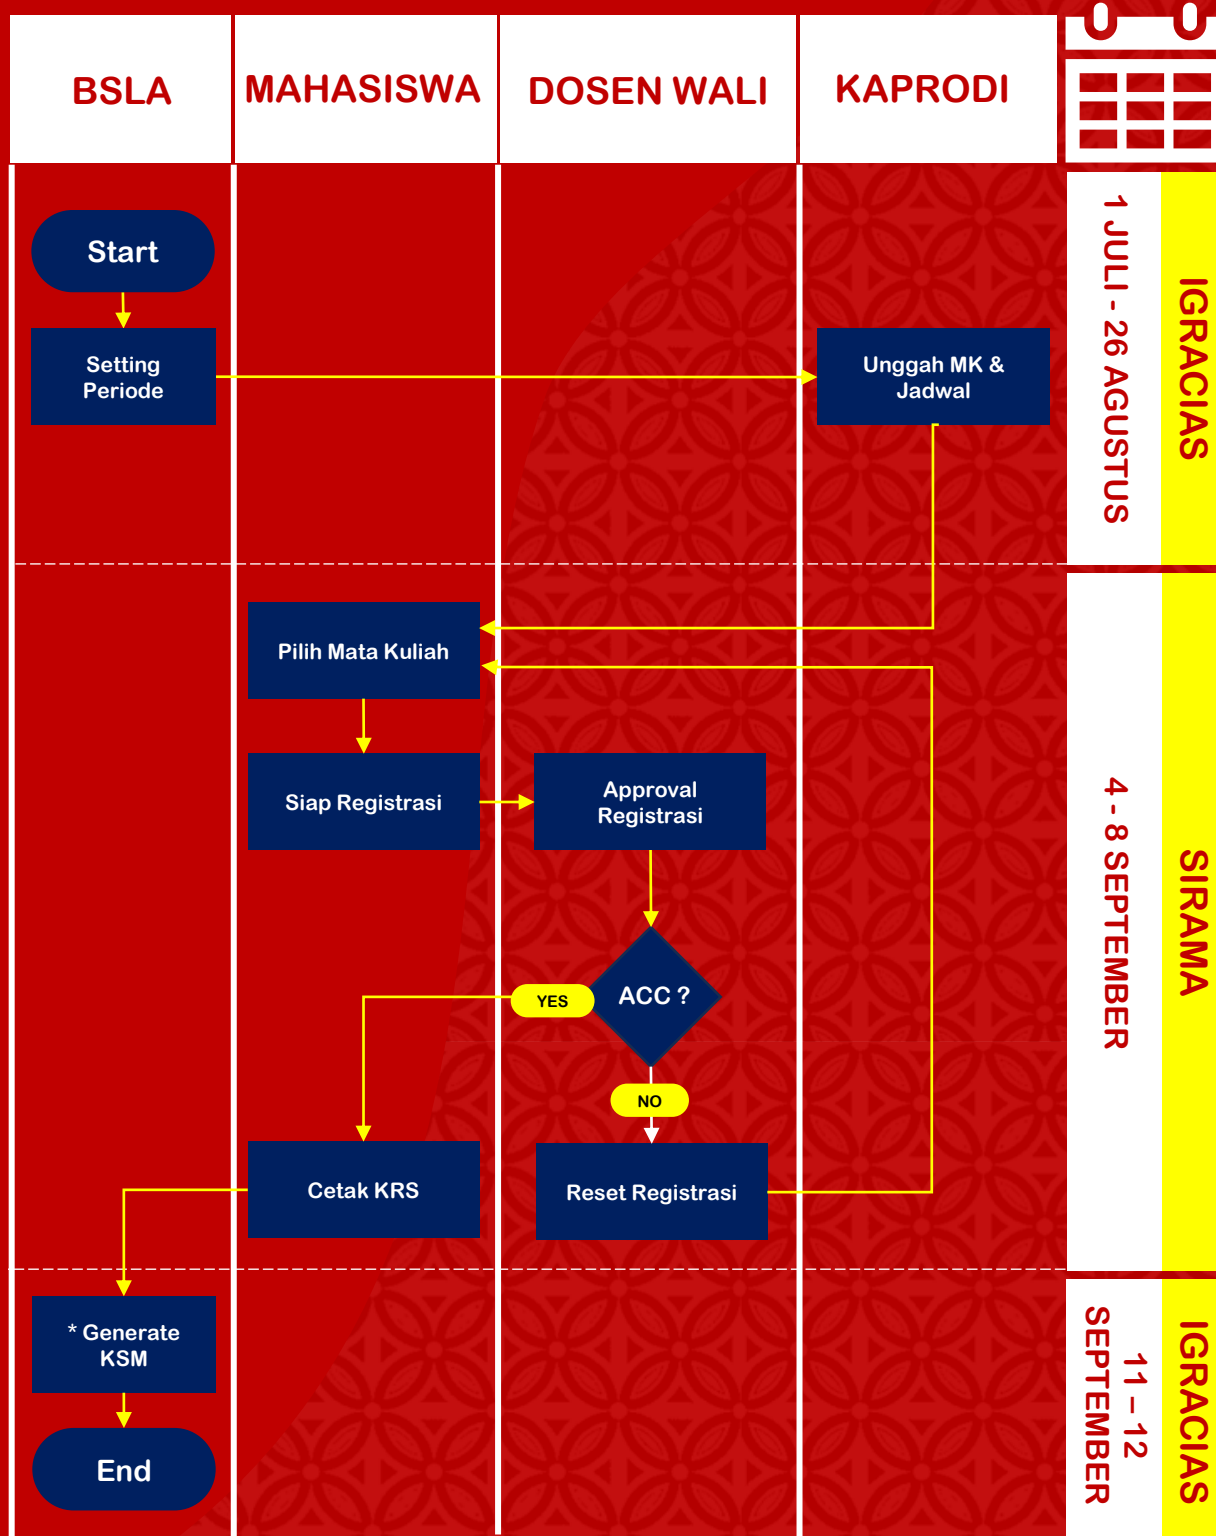 BSLA
MAHASISWA
DOSEN WALI
KAPRODI
Start
Setting
Periode
Unggah MK &
Jadwal
1 JULI - 26 AGUSTUS
IGRACIAS
Pilih Mata Kuliah
Siap Registrasi
Approval
Registrasi
ACC ?
YES
NO
Cetak KRS
Reset Registrasi
4 - 8 SEPTEMBER
SIRAMA
* Generate
KSM
End
11 – 12
SEPTEMBER
IGRACIAS